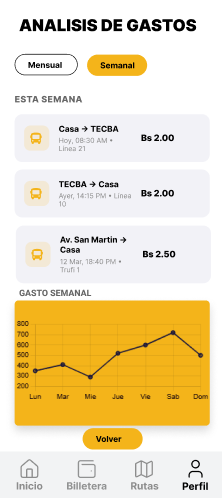 ANALISIS DE GASTOS
Mensual
Semanal
ESTA SEMANA
Casa → TECBA
Hoy, 08:30 AM •
Linea 21
Bs 2.00
TECBA → Casa
Ayer, 14:15 PM • Linea
10
Bs 2.00
Av. San Martin →
Casa
12 Mar, 18:40 PM •
Trufi 1
Bs 2.50
GASTO SEMANAL
800
700
600
500
400
300
200
Lun Mar Mie Jue Vie Sab Dom
Volver
Inicio Billetera Rutas Perfil